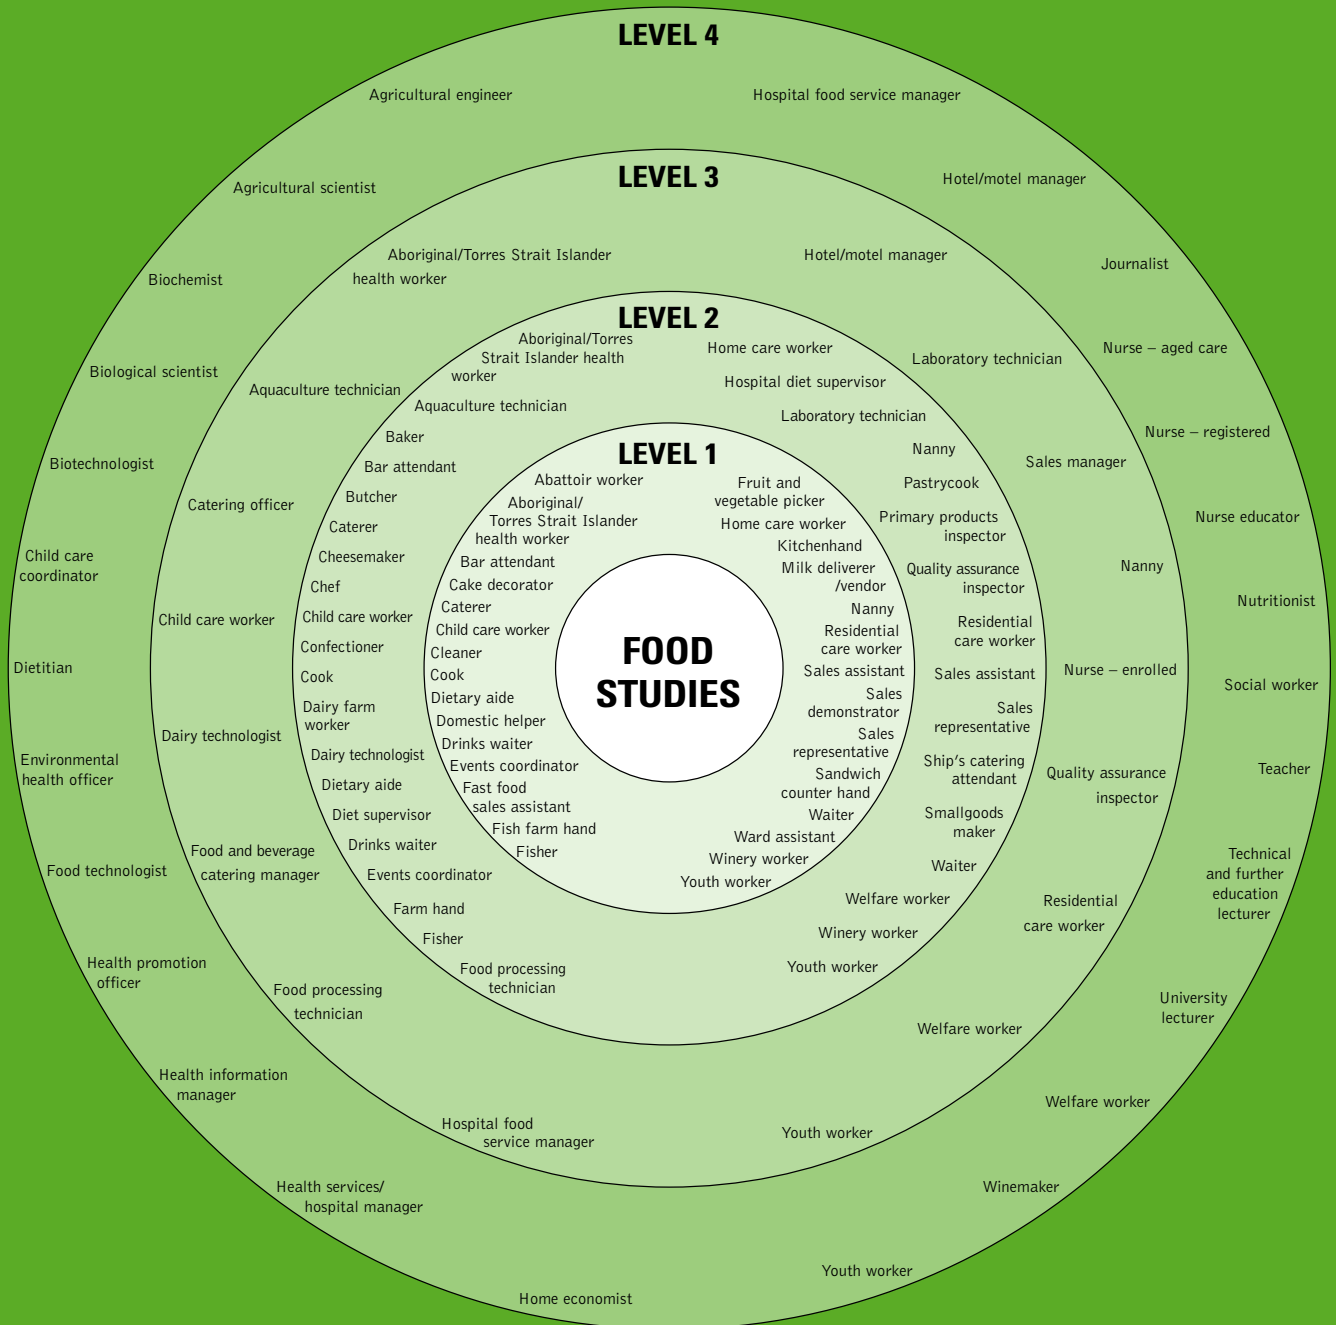 LEVEL 4
Agricultural engineer
Agricultural scientist
Biochemist
Biological scientist
Biotechnologist
Child care
coordinator
Dietitian
Environmental
health officer
Food technologist
Health promotion
officer
Health information
manager
Health services/
hospital manager
Home economist
Hospital food service manager
Hotel/motel manager
Journalist
Nurse – aged care
Nurse – registered
Nurse educator
Nutritionist
Social worker
Teacher
Technical
and further
education
lecturer
University
lecturer
Welfare worker
Winemaker
Youth worker
LEVEL 3
Aboriginal/Torres Strait Islander
health worker
Aquaculture technician
Catering officer
Child care worker
Dairy technologist
Food and beverage
catering manager
Food processing
technician
Hospital food
service manager
Hotel/motel manager
Laboratory technician
Sales manager
Nanny
Nurse – enrolled
Quality assurance
inspector
Residential
care worker
Welfare worker
Youth worker
LEVEL 2
Aboriginal/Torres
Strait Islander health
worker
Aquaculture technician
Baker
Bar attendant
Butcher
Caterer
Cheesemaker
Chef
Child care worker
Confectioner
Cook
Dairy farm
worker
Dairy technologist
Dietary aide
Diet supervisor
Drinks waiter
Events coordinator
Farm hand
Fisher
Food processing
technician
Home care worker
Hospital diet supervisor
Laboratory technician
Nanny
Pastrycook
Primary products
inspector
Quality assurance
inspector
Residential
care worker
Sales assistant
Sales
representative
Ship's catering
attendant
Smallgoods
maker
Waiter
Welfare worker
Winery worker
Youth worker
LEVEL 1
Abattoir worker
Aboriginal/
Torres Strait Islander
health worker
Bar attendant
Cake decorator
Caterer
Child care worker
Cleaner
Cook
Dietary aide
Domestic helper
Drinks waiter
Events coordinator
Fast food
sales assistant
Fish farm hand
Fisher
Fruit and
vegetable picker
Home care worker
Kitchenhand
Milk deliverer
/vendor
Nanny
Residential
care worker
Sales assistant
Sales
demonstrator
Sales
representative
Sandwich
counter hand
Waiter
Ward assistant
Winery worker
Youth worker
FOOD
STUDIES